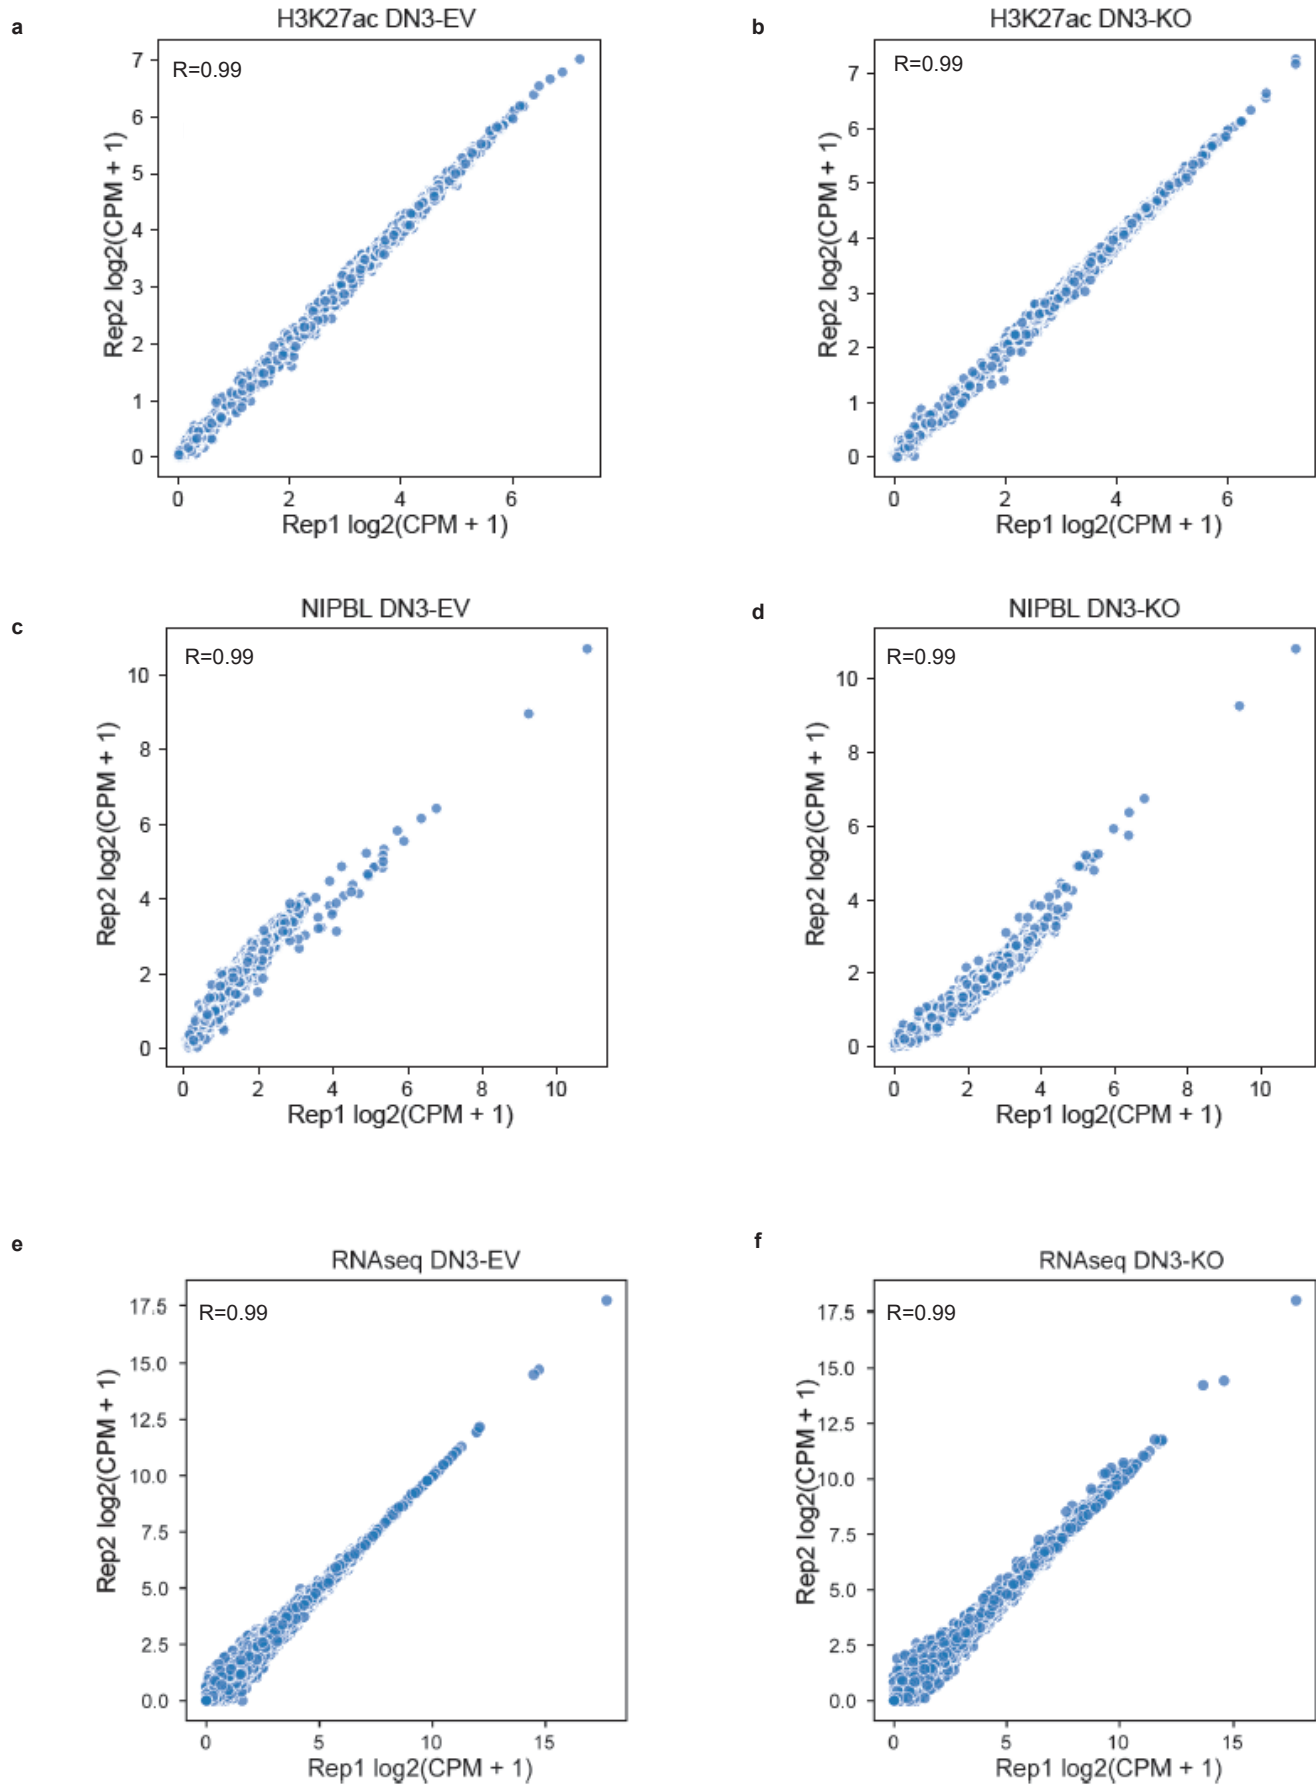 a
H3K27ac DN3-EV
R=0.99
7
6
5
4
3
2
1
0
Rep2 log2(CPM + 1)
0 2 4 6
Rep1 log2(CPM + 1)
b
H3K27ac DN3-KO
R=0.99
7
6
5
4
3
2
1
0
Rep2 log2(CPM + 1)
0 2 4 6
Rep1 log2(CPM + 1)
c
NIPBL DN3-EV
R=0.99
10
8
6
4
2
0
Rep2 log2(CPM + 1)
0 2 4 6 8 10
Rep1 log2(CPM + 1)
d
NIPBL DN3-KO
R=0.99
10
8
6
4
2
0
Rep2 log2(CPM + 1)
0 2 4 6 8 10
Rep1 log2(CPM + 1)
e
RNAseq DN3-EV
R=0.99
17.5
15.0
12.5
10.0
7.5
5.0
2.5
0.0
Rep2 log2(CPM + 1)
0 5 10 15
Rep1 log2(CPM + 1)
f
RNAseq DN3-KO
R=0.99
17.5
15.0
12.5
10.0
7.5
5.0
2.5
0.0
Rep2 log2(CPM + 1)
0 5 10 15
Rep1 log2(CPM + 1)